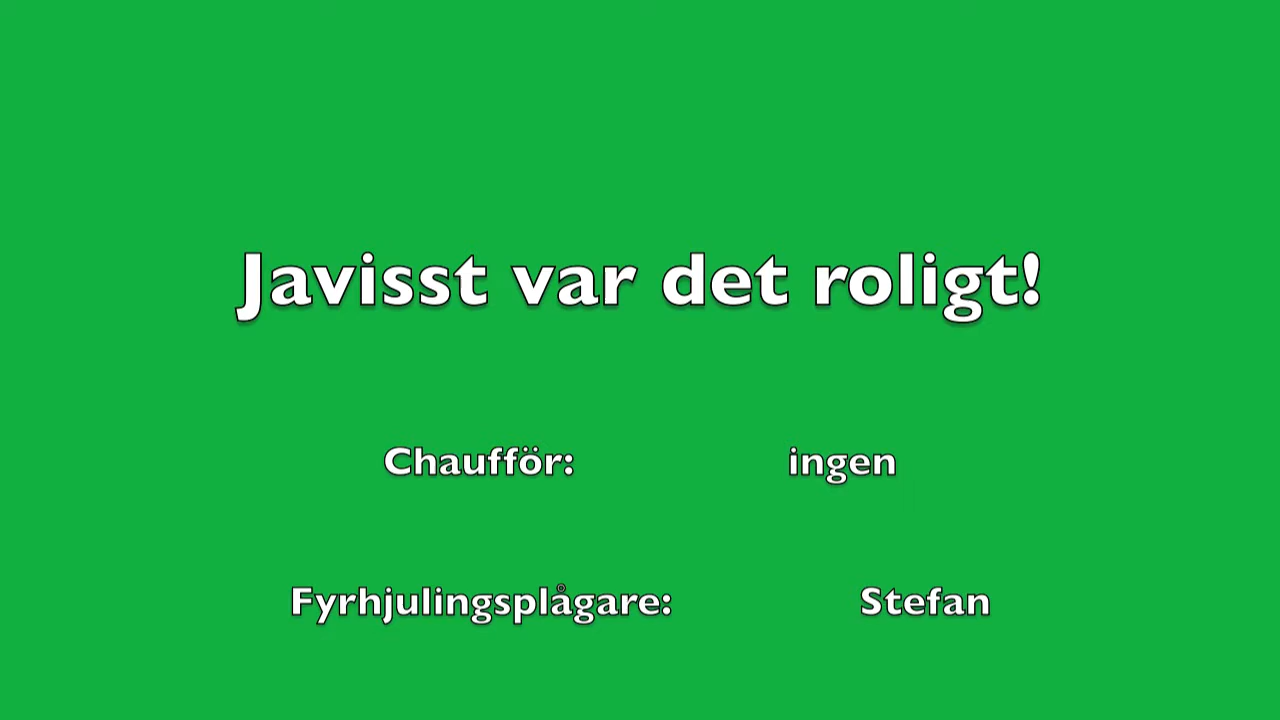 Javisst var det roligt!
Chaufför: ingen
Fyrhjulingsplågare: Stefan